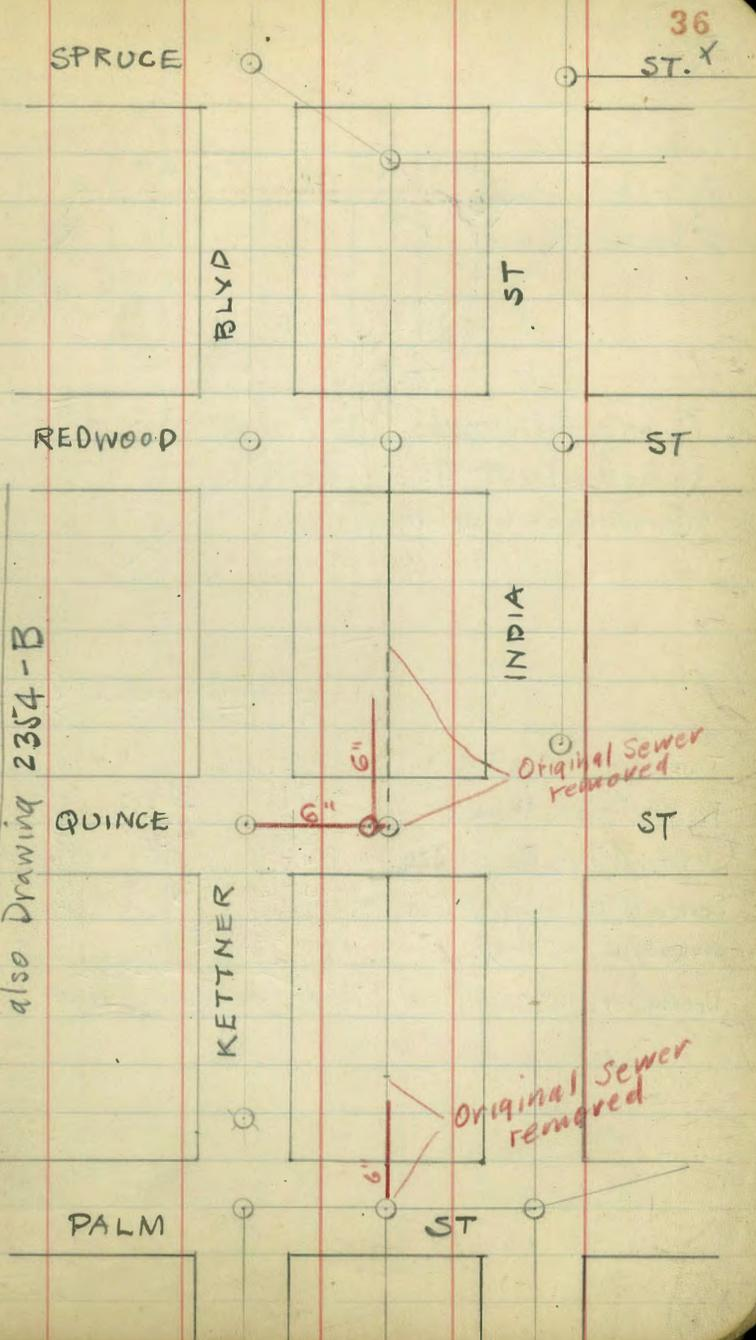 36
SPRUCE ST. X
BLVD
ST
REDWOOD ST
INDIA
also Drawing 2354-B
6"
Original Sewer
removed
6"
QUINCE ST
KETTNER
Original Sewer
removed
6"
PALM ST